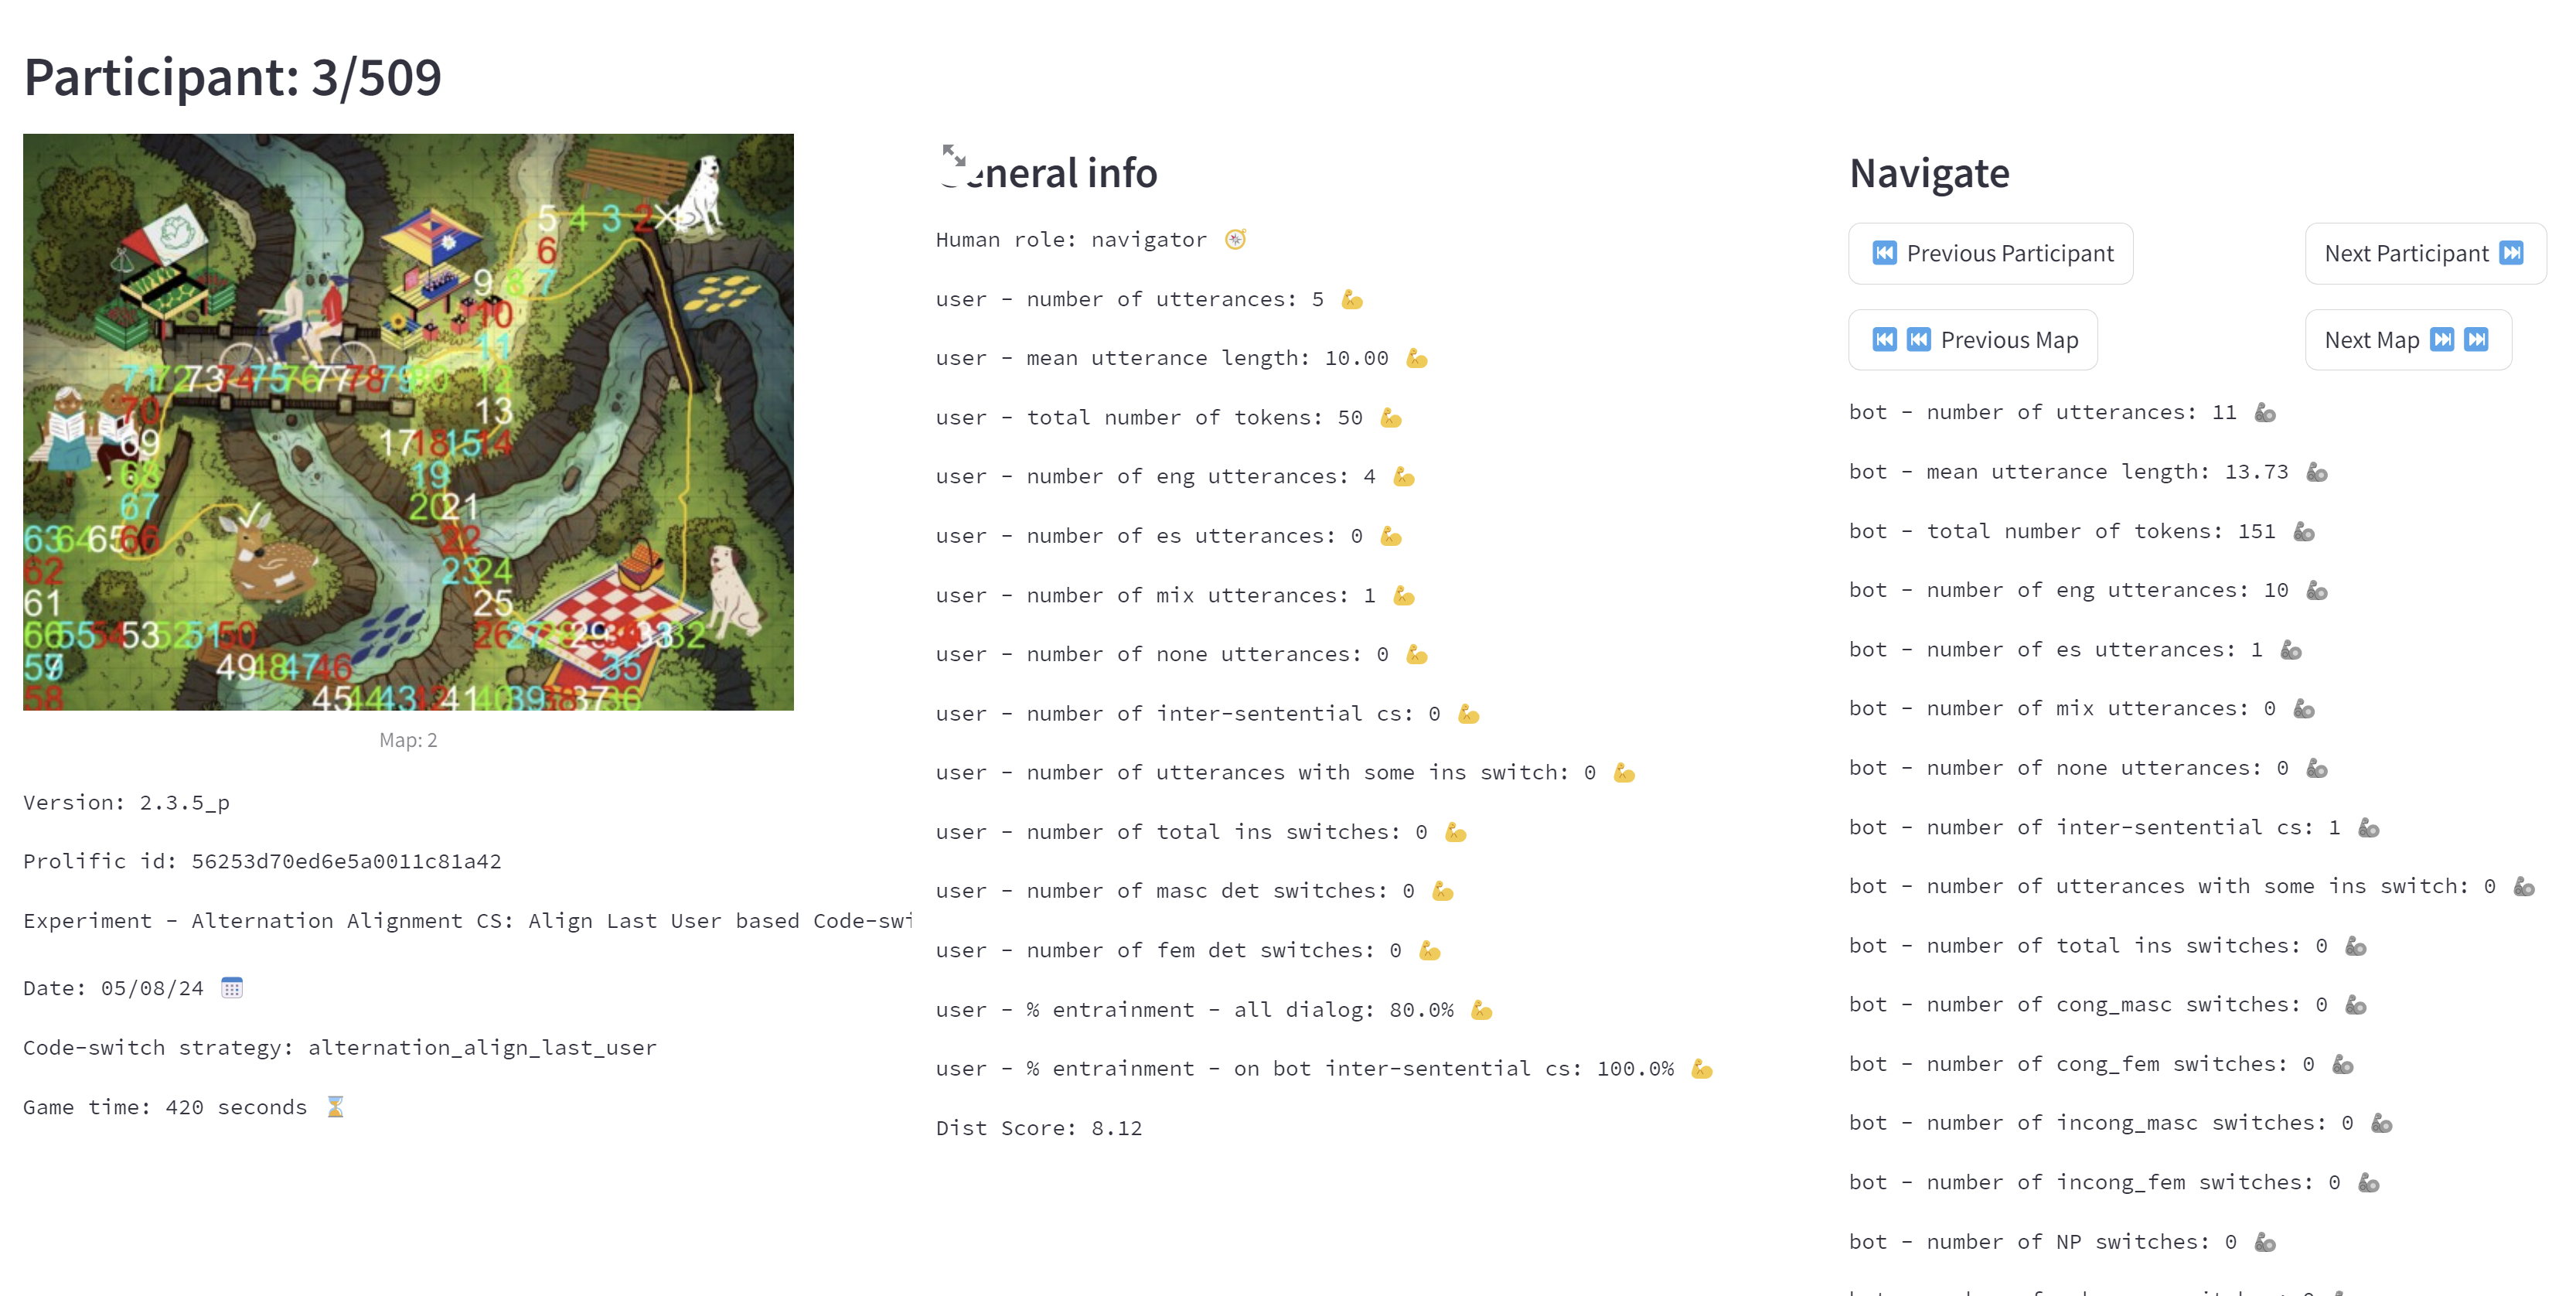 Participant: 3/509
5 4 3 2 X
6
9 8 7
10
11
71 72 73 74 75 76 77 78 79 80 12
70 13
69 17 18 15 14
68 19
67 20 21
63 64 65 66 22
62 23 24
61 25
66 55 54 53 52 51 50 26 27 28 29 33 32
59 49 48 47 46 35
58 45 44 43 42 41 40 39 38 37 36
Map: 2
Version: 2.3.5_p
Prolific id: 56253d70ed6e5a0011c81a42
Experiment - Alternation Alignment CS: Align Last User based Code-swi
Date: 05/08/24
Code-switch strategy: alternation_align_last_user
Game time: 420 seconds
General info
Human role: navigator
user - number of utterances: 5
user - mean utterance length: 10.00
user - total number of tokens: 50
user - number of eng utterances: 4
user - number of es utterances: 0
user - number of mix utterances: 1
user - number of none utterances: 0
user - number of inter-sentential cs: 0
user - number of utterances with some ins switch: 0
user - number of total ins switches: 0
user - number of masc det switches: 0
user - number of fem det switches: 0
user - % entrainment - all dialog: 80.0%
user - % entrainment - on bot inter-sentential cs: 100.0%
Dist Score: 8.12
Navigate
Previous Participant
Next Participant
Previous Map
Next Map
bot - number of utterances: 11
bot - mean utterance length: 13.73
bot - total number of tokens: 151
bot - number of eng utterances: 10
bot - number of es utterances: 1
bot - number of mix utterances: 0
bot - number of none utterances: 0
bot - number of inter-sentential cs: 1
bot - number of utterances with some ins switch: 0
bot - number of total ins switches: 0
bot - number of cong_masc switches: 0
bot - number of cong_fem switches: 0
bot - number of incong_masc switches: 0
bot - number of incong_fem switches: 0
bot - number of NP switches: 0